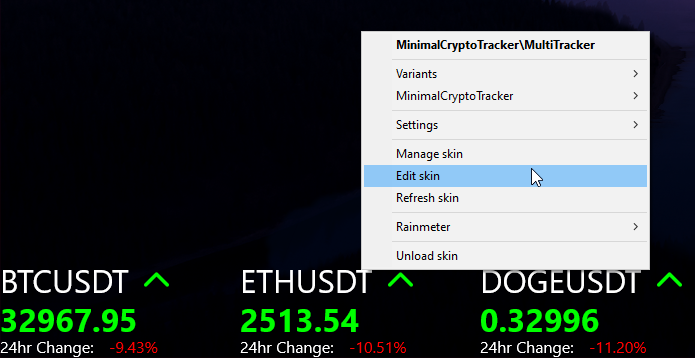 MinimalCryptoTracker\MultiTracker
Variants
MinimalCryptoTracker
Settings
Manage skin
Edit skin
Refresh skin
Rainmeter
Unload skin
BTCUSDT ETHUSDT DOGEUSDT
32967.95 2513.54 0.32996
24hr Change: -9.43% 24hr Change: -10.51% 24hr Change: -11.20%